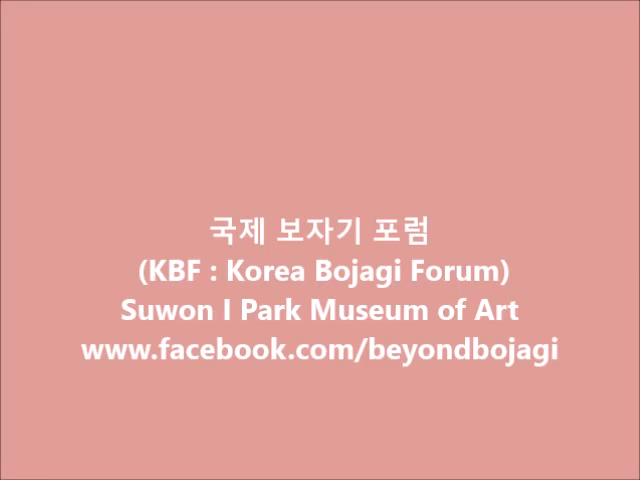 국제 보자기 포럼
(KBF : Korea Bojagi Forum)
Suwon I Park Museum of Art
www.facebook.com/beyondbojagi